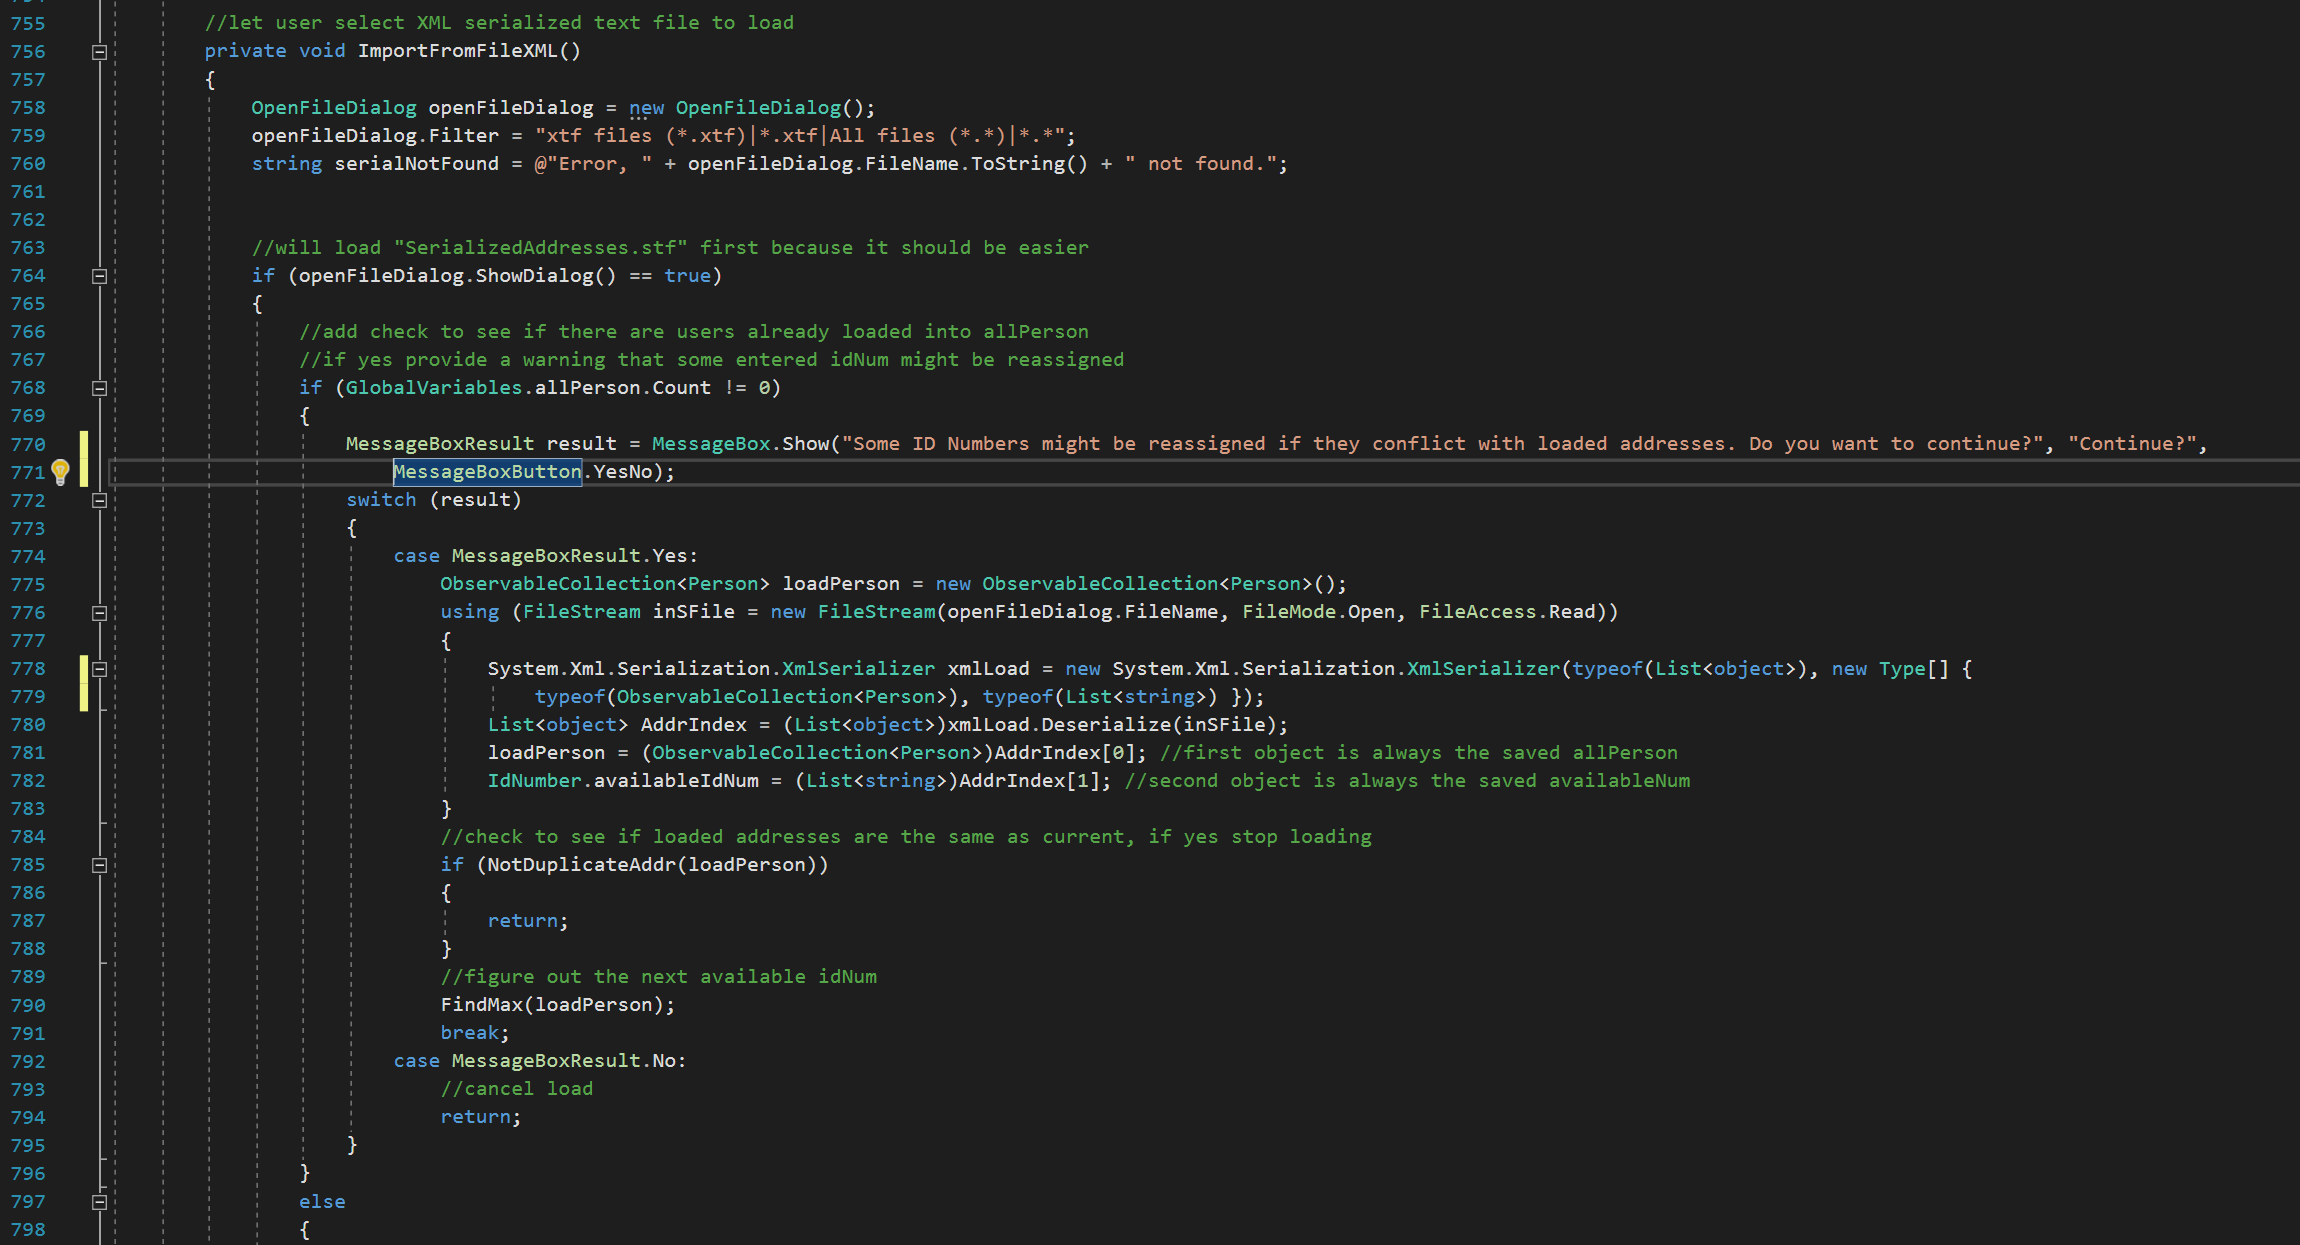 755 //let user select XML serialized text file to load
756 private void ImportFromFileXML()
757 {
758 OpenFileDialog openFileDialog = new OpenFileDialog();
759 openFileDialog.Filter = "xtf files (*.xtf)|*.xtf|All files (*.*)|*.*";
760 string serialNotFound = @"Error, " + openFileDialog.FileName.ToString() + " not found.";
761
762
763 //will load "SerializedAddresses.stf" first because it should be easier
764 if (openFileDialog.ShowDialog() == true)
765 {
766 //add check to see if there are users already loaded into allPerson
767 //if yes provide a warning that some entered idNum might be reassigned
768 if (GlobalVariables.allPerson.Count != 0)
769 {
770 MessageBoxResult result = MessageBox.Show("Some ID Numbers might be reassigned if they conflict with loaded addresses. Do you want to continue?", "Continue?",
771 MessageBoxButton.YesNo);
772 switch (result)
773 {
774 case MessageBoxResult.Yes:
775 ObservableCollection<Person> loadPerson = new ObservableCollection<Person>();
776 using (FileStream inSFile = new FileStream(openFileDialog.FileName, FileMode.Open, FileAccess.Read))
777 {
778 System.Xml.Serialization.XmlSerializer xmlLoad = new System.Xml.Serialization.XmlSerializer(typeof(List<object>), new Type[] {
779 typeof(ObservableCollection<Person>), typeof(List<string>) });
780 List<object> AddrIndex = (List<object>)xmlLoad.Deserialize(inSFile);
781 loadPerson = (ObservableCollection<Person>)AddrIndex[0]; //first object is always the saved allPerson
782 IdNumber.availableIdNum = (List<string>)AddrIndex[1]; //second object is always the saved availableNum
783 }
784 //check to see if loaded addresses are the same as current, if yes stop loading
785 if (NotDuplicateAddr(loadPerson))
786 {
787 return;
788 }
789 //figure out the next available idNum
790 FindMax(loadPerson);
791 break;
792 case MessageBoxResult.No:
793 //cancel load
794 return;
795 }
796 }
797 else
798 {